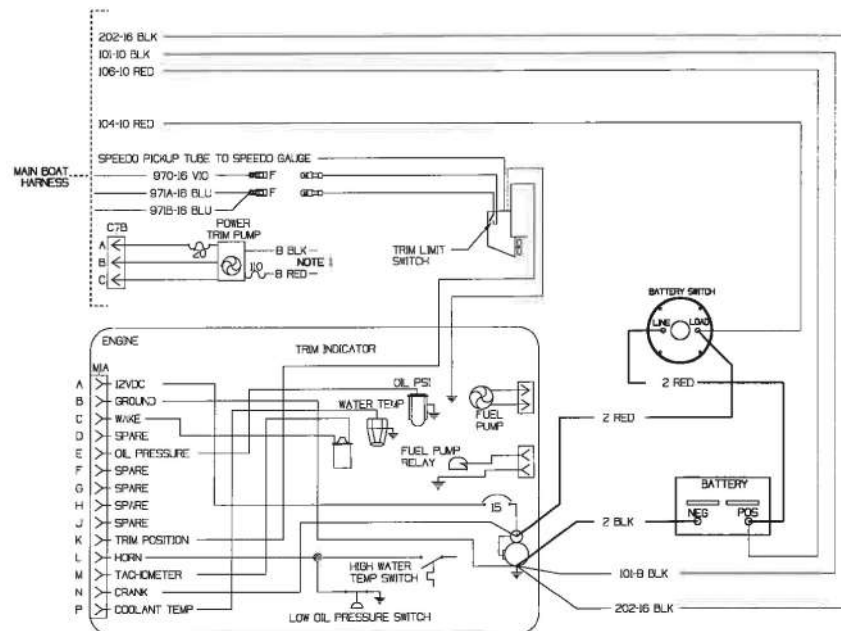 202-16 BLK
101-10 BLK
106-10 RED
104-10 RED
SPEEDO PICKUP TUBE TO SPEEDO GAUGE
MAIN BOAT
HARNESS
970-16 VIO
F
971A-16 BLU
F
971B-16 BLU
C7B
POWER
TRIM PUMP
A
B
C
20
110
8 BLK
NOTE 1
8 RED
TRIM LIMIT
SWITCH
BATTERY SWITCH
LINE
LOAD
2 RED
2 RED
BATTERY
NEG
POS
2 BLK
101-8 BLK
202-16 BLK
ENGINE
TRIM INDICATOR
M1A
A 12VDC
B GROUND
C WAKE
D SPARE
E OIL PRESSURE
F SPARE
G SPARE
H SPARE
J SPARE
K TRIM POSITION
L HORN
M TACHOMETER
N CRANK
P COOLANT TEMP
OIL PSI
WATER TEMP
FUEL
PUMP
FUEL PUMP
RELAY
15
HIGH WATER
TEMP SWITCH
LOW OIL PRESSURE SWITCH